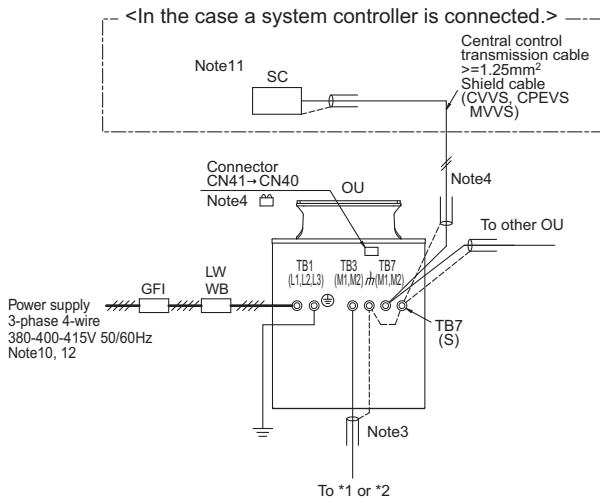 <In the case a system controller is connected.>
Central control
transmission cable
>=1.25mm²
Shield cable
(CVVS, CPEVS
MVVS)
Note11
SC
Connector
CN41→CN40
Note4
OU
Note4
To other OU
TB1
(L1,L2,L3)
TB3
(M1,M2)
TB7
(M1,M2)
LW
GFI
WB
Power supply
3-phase 4-wire
380-400-415V 50/60Hz
Note10, 12
TB7
(S)
Note3
To *1 or *2